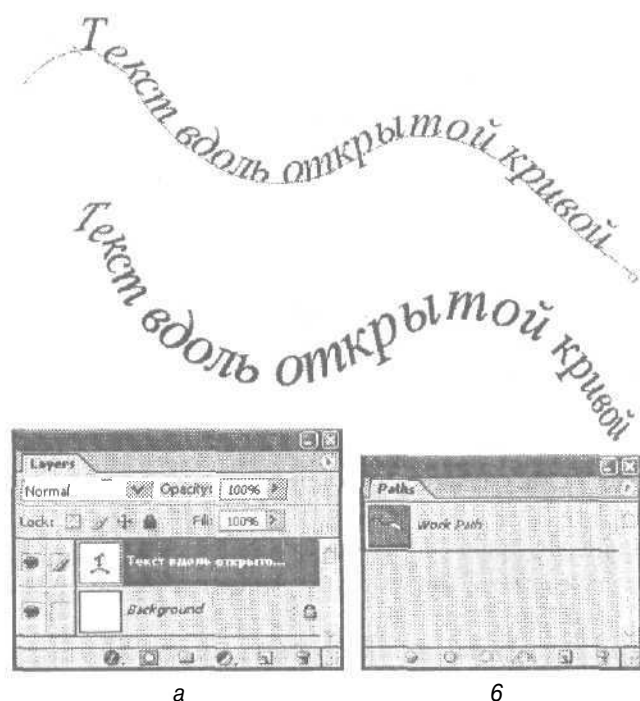 Текст вдоль открытой кривой
Текст вдоль открытой кривой
Layers
Normal Opacity: 100%
Lock: Fill: 100%
Текст вдоль открыто...
Background
Paths
Work Path
а
б